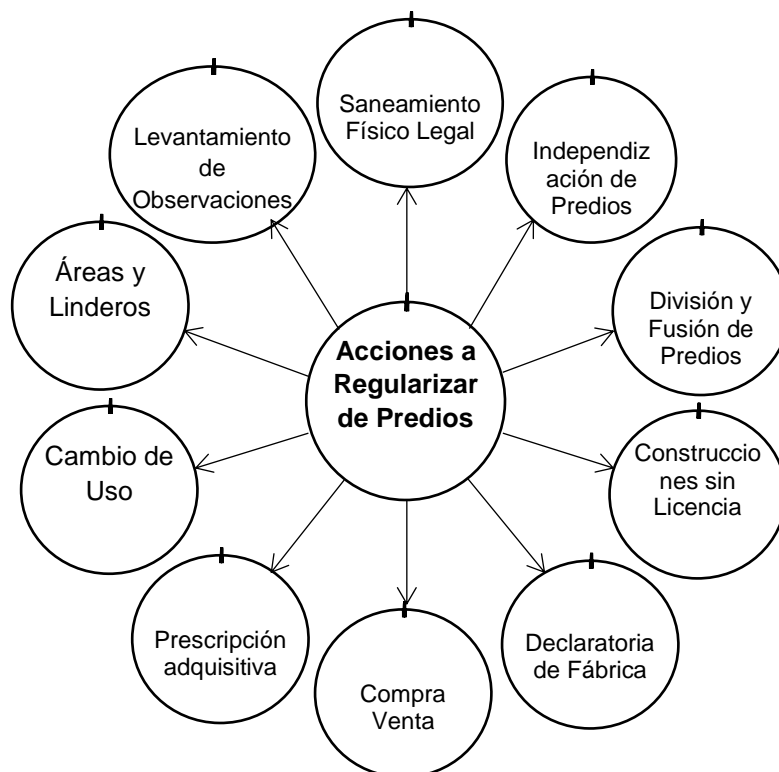 Saneamiento
Físico Legal
Levantamiento
de
Observaciones
Independiz
ación de
Predios
Áreas y
Linderos
División y
Fusión de
Predios
Acciones a
Regularizar
de Predios
Cambio de
Uso
Construccio
nes sin
Licencia
Prescripción
adquisitiva
Declaratoria
de Fábrica
Compra
Venta